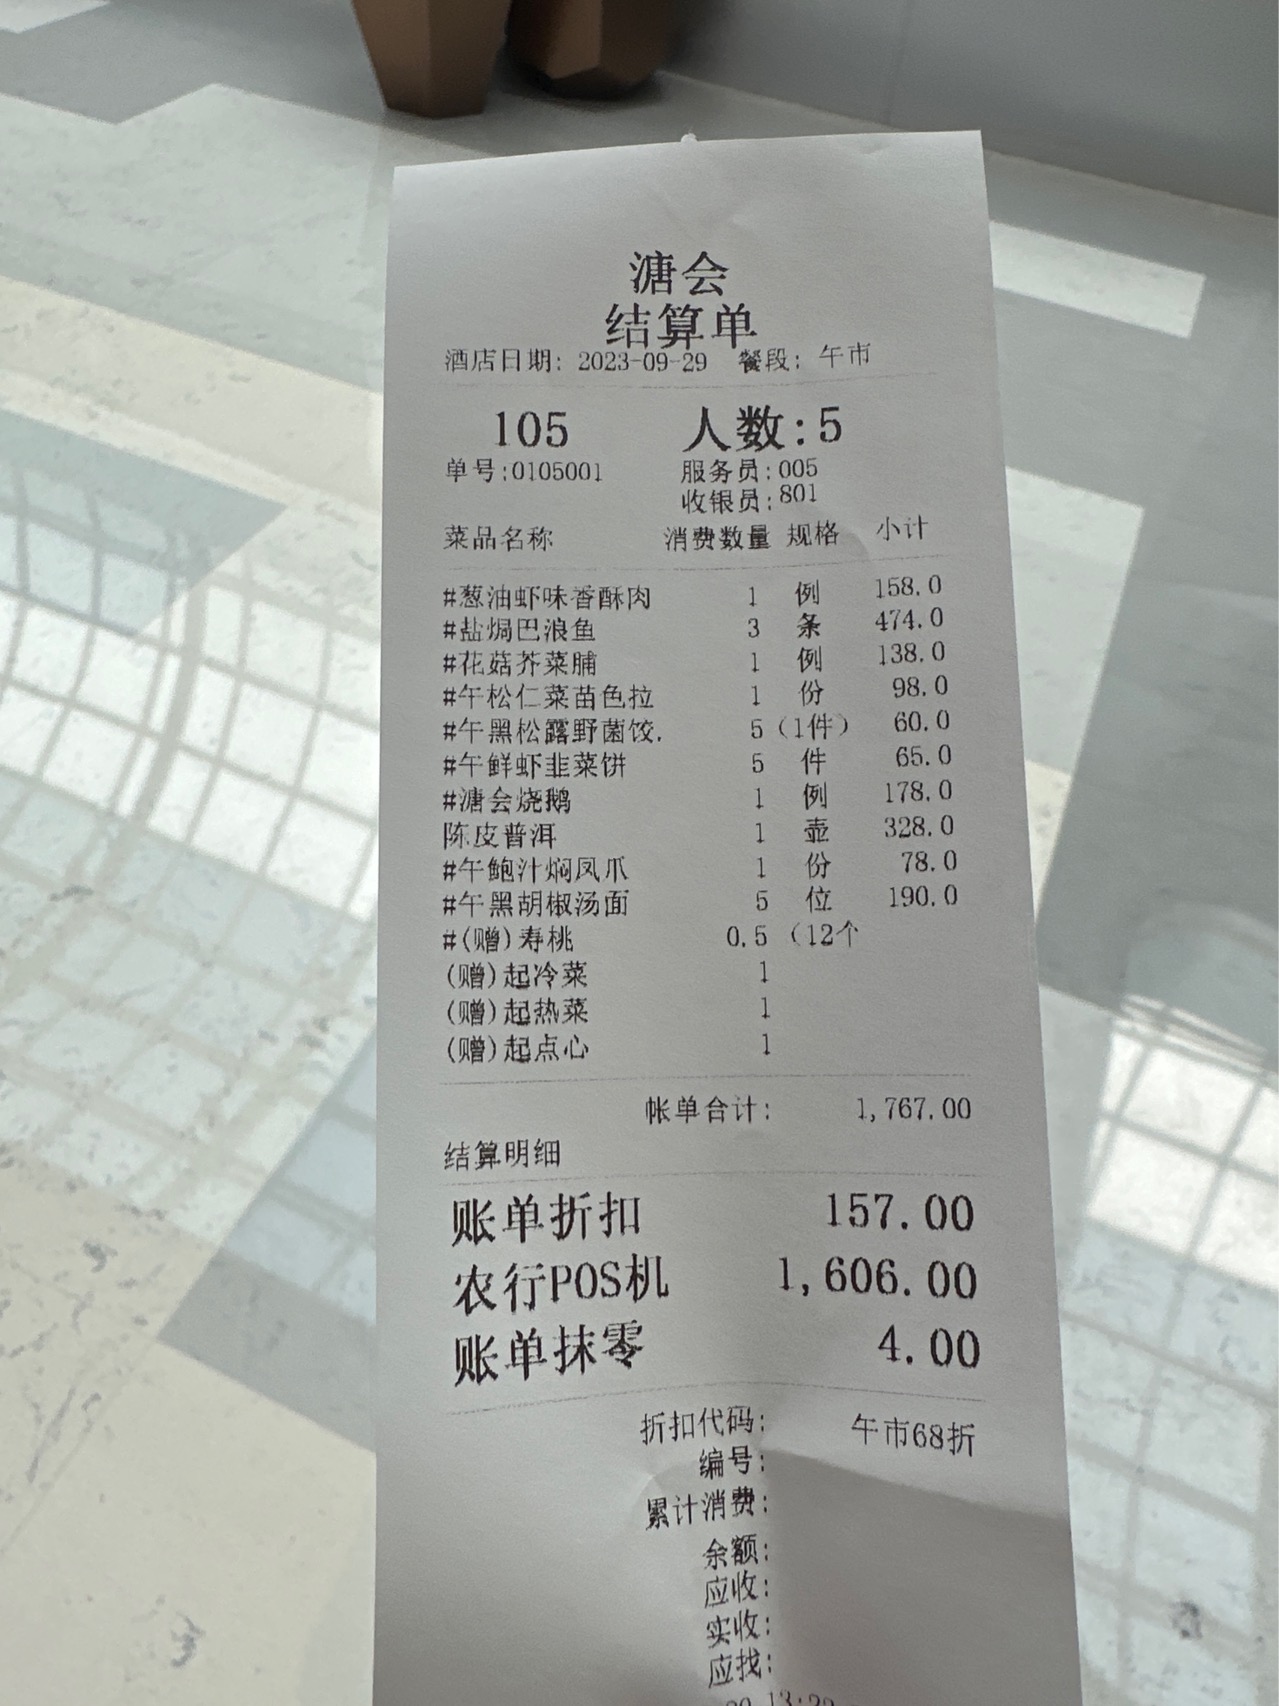 溏会
结算单
酒店日期: 2023-09-29 餐段: 午市
105 人数:5
单号:0105001 服务员:005
收银员:801
菜品名称 消费数量 规格 小计
#葱油虾味香酥肉 1 例 158.0
#盐焗巴浪鱼 3 条 474.0
#花菇芥菜脯 1 例 138.0
#午松仁菜苗色拉 1 份 98.0
#午黑松露野菌饺. 5 (1件) 60.0
#午鲜虾韭菜饼 5 件 65.0
#溏会烧鹅 1 例 178.0
陈皮普洱 1 壶 328.0
#午鲍汁焖凤爪 1 份 78.0
#午黑胡椒汤面 5 位 190.0
#(赠)寿桃 0.5 (12个
(赠)起冷菜 1
(赠)起热菜 1
(赠)起点心 1
帐单合计: 1,767.00
结算明细
账单折扣 157.00
农行POS机 1,606.00
账单抹零 4.00
折扣代码: 午市68折
编号:
累计消费:
余额:
应收:
实收:
应找: